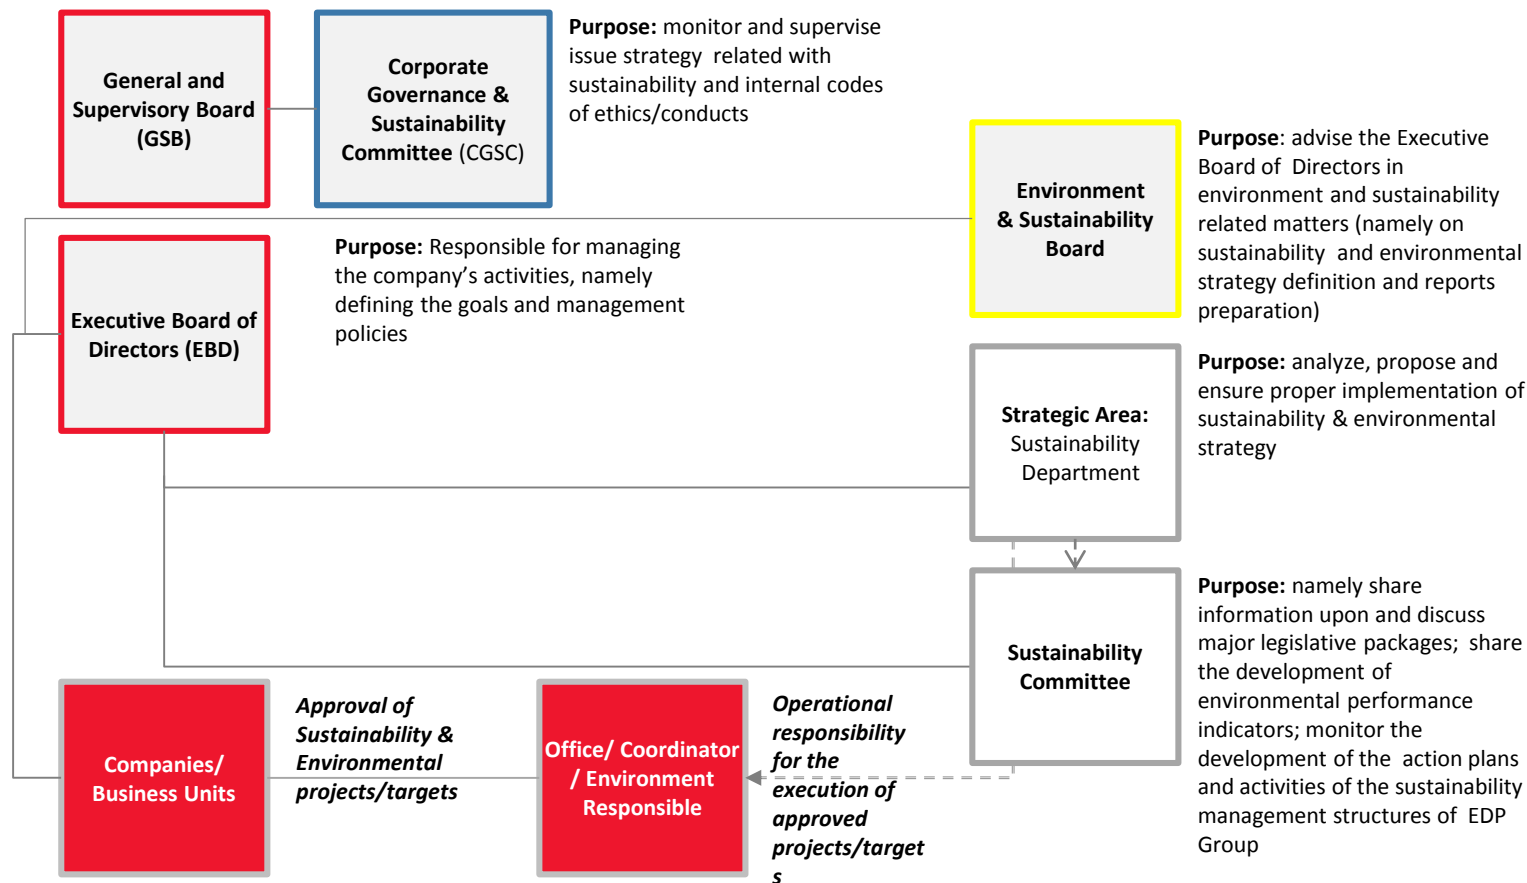 General and
Supervisory Board
(GSB)
Corporate
Governance &
Sustainability
Committee (CGSC)
Purpose: monitor and supervise
issue strategy related with
sustainability and internal codes
of ethics/conducts
Environment
& Sustainability
Board
Purpose: advise the Executive
Board of Directors in
environment and sustainability
related matters (namely on
sustainability and environmental
strategy definition and reports
preparation)
Executive Board of
Directors (EBD)
Purpose: Responsible for managing
the company’s activities, namely
defining the goals and management
policies
Strategic Area:
Sustainability
Department
Purpose: analyze, propose and
ensure proper implementation of
sustainability & environmental
strategy
Sustainability
Committee
Purpose: namely share
information upon and discuss
major legislative packages; share
the development of
environmental performance
indicators; monitor the
development of the action plans
and activities of the sustainability
management structures of EDP
Group
Companies/
Business Units
Approval of
Sustainability &
Environmental
projects/targets
Office/ Coordinator
/ Environment
Responsible
Operational
responsibility
for the
execution of
approved
projects/target
s